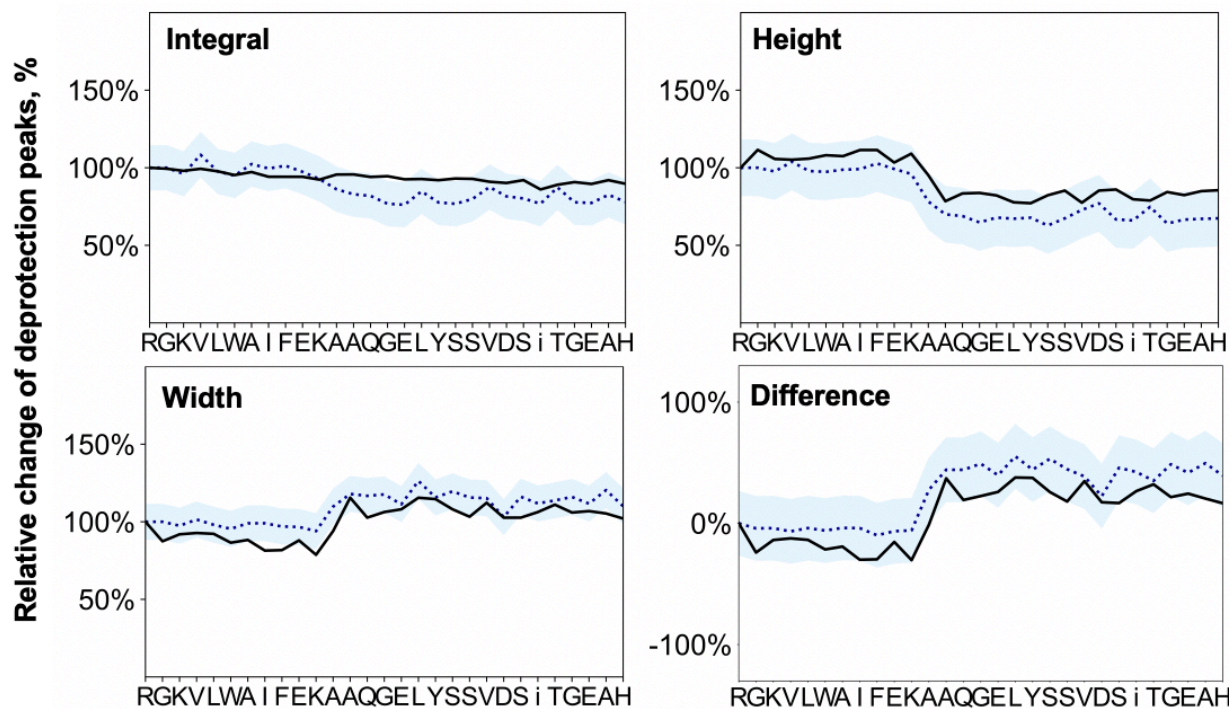 Relative change of deprotection peaks, %
Integral
150%
100%
50%
RGKVLWA I FEKAAQGELYSSVDS i TGEAH
Height
150%
100%
50%
RGKVLWA I FEKAAQGELYSSVDS i TGEAH
Width
150%
100%
50%
RGKVLWA I FEKAAQGELYSSVDS i TGEAH
Difference
100%
0%
-100%
RGKVLWA I FEKAAQGELYSSVDS i TGEAH